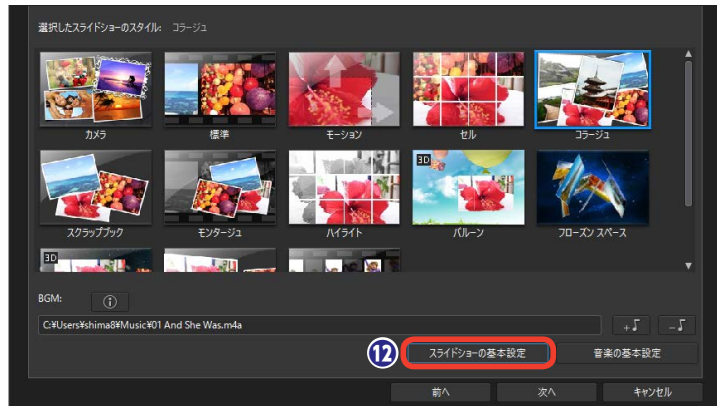 選択したスライドショーのスタイル: コラージュ
カメラ 標準 モーション セル コラージュ
3D
スクラップブック モンタージュ ハイライト バルーン フローズン スペース
3D
BGM:
C:¥Users¥shima8¥Music¥01 And She Was.m4a
⑫ スライドショーの基本設定 音楽の基本設定
前へ 次へ キャンセル